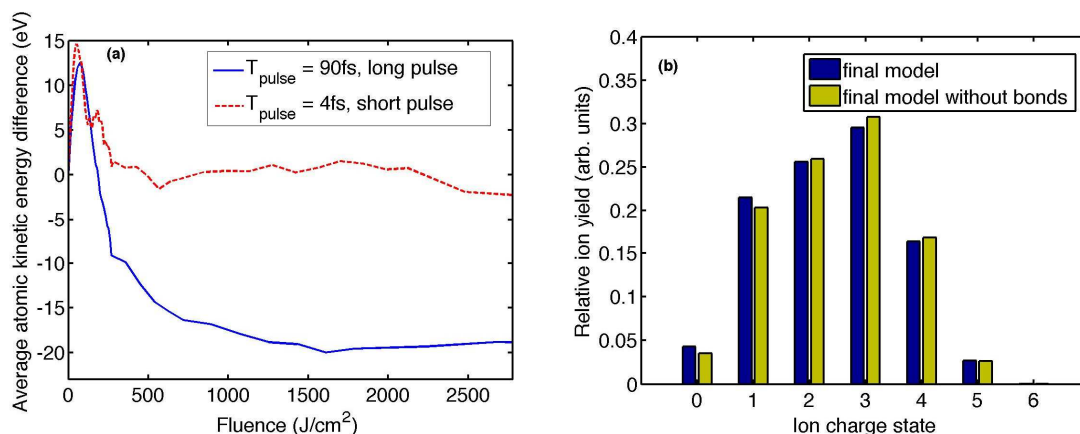 Average atomic kinetic energy difference (eV)
15
10
5
0
-5
-10
-15
-20
(a)
T_pulse = 90fs, long pulse
T_pulse = 4fs, short pulse
0 500 1000 1500 2000 2500
Fluence (J/cm²)
Relative ion yield (arb. units)
0.4
0.35
0.3
0.25
0.2
0.15
0.1
0.05
0
(b)
final model
final model without bonds
0 1 2 3 4 5 6
Ion charge state